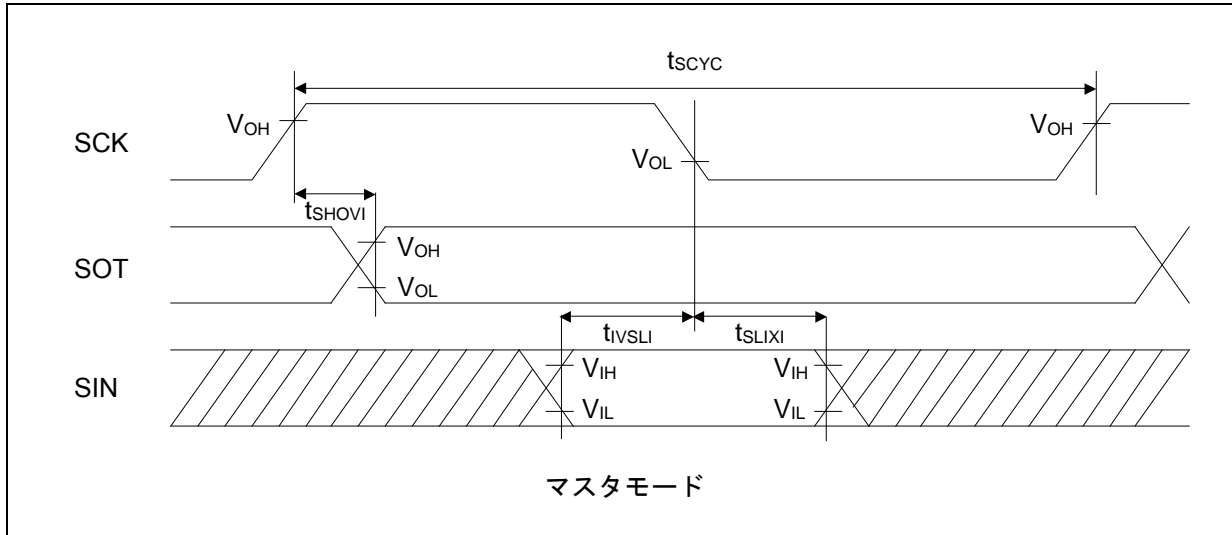 tSCYC
SCK
VOH
VOL
VOH
tSHOVI
SOT
VOH
VOL
tIVSLI
tSLIXI
SIN
VIH
VIL
VIH
VIL
マスタモード